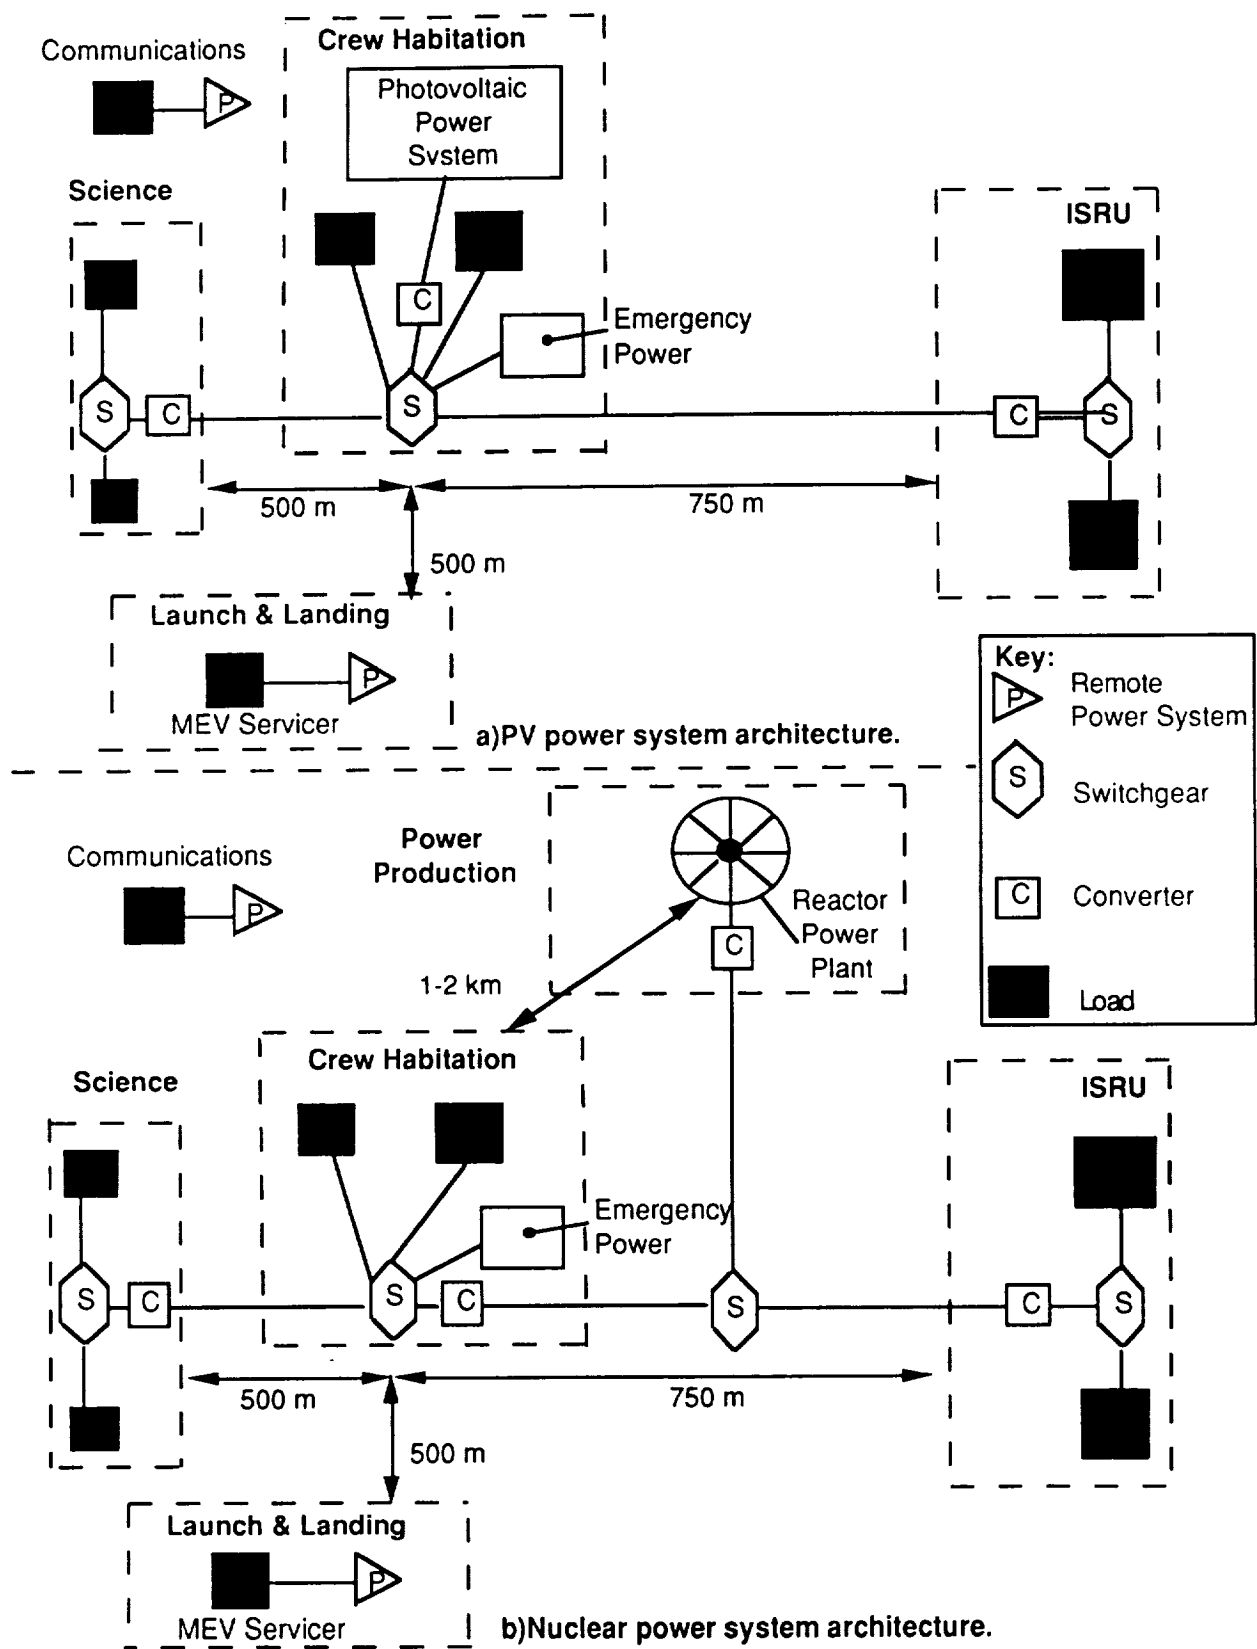 Communications
P
Crew Habitation
Photovoltaic
Power
Svstem
Science
ISRU
C
Emergency
Power
S
C
S
C
S
500 m
750 m
500 m
Launch & Landing
P
MEV Servicer
a)PV power system architecture.
Key:
P
Remote
Power System
S
Switchgear
C
Converter
Load
Communications
P
Power
Production
Reactor
Power
Plant
C
1-2 km
Crew Habitation
Science
ISRU
Emergency
Power
S
C
S
C
S
C
S
500 m
750 m
500 m
Launch & Landing
P
MEV Servicer
b)Nuclear power system architecture.